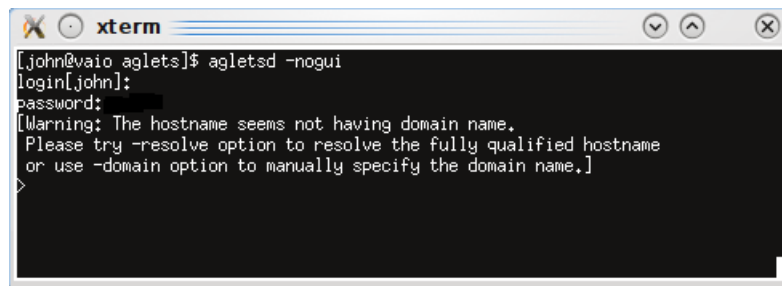 xterm
[john@vaio aglets]$ agletsd -nogui
login[john]:
password:
[Warning: The hostname seems not having domain name.
Please try -resolve option to resolve the fully qualified hostname
or use -domain option to manually specify the domain name.]
>